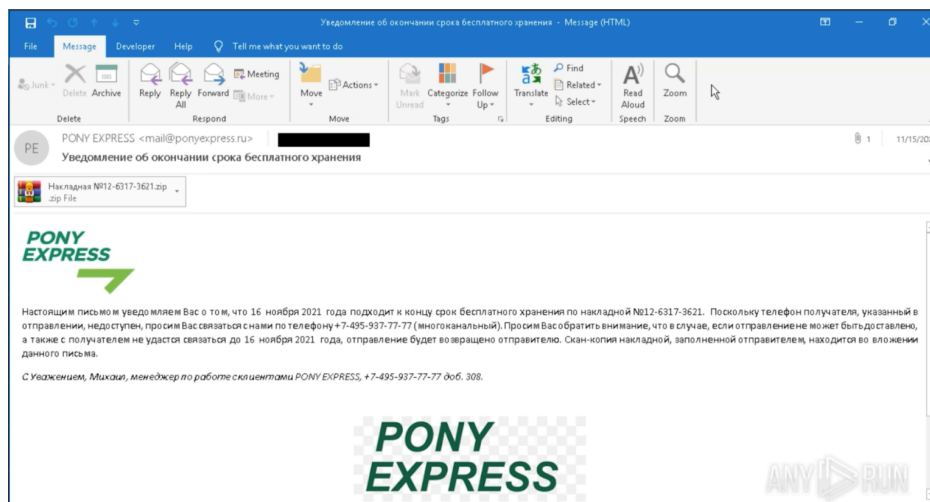 Уведомление об окончании срока бесплатного хранения - Message (HTML)
File Message Developer Help Tell me what you want to do
Junk
Delete
Archive
Reply
Reply All
Forward
Meeting
More
Move
Actions
Mark Unread
Categorize
Follow Up
Translate
Find
Related
Select
Read Aloud
Zoom
Delete Respond Move Tags Editing Speech Zoom
PE
PONY EXPRESS <mail@ponyexpress.ru>
1 11/15/202
Уведомление об окончании срока бесплатного хранения
Накладная №12-6317-3621.zip
.zip File
PONY
EXPRESS
Настоящим письмом уведомляем Вас о том, что 16 ноября 2021 года подходит к концу срок бесплатного хранения по накладной №12-6317-3621. Поскольку телефон получателя, указанный в
отправлении, недоступен, просим Вас связаться с нами по телефону +7-495-937-77-77 (многоканальный). Просим Вас обратить внимание, что в случае, если отправление не может быть доставлено,
а также с получателем не удастся связаться до 16 ноября 2021 года, отправление будет возвращено отправителю. Скан-копия накладной, заполненной отправителем, находится во вложении
данного письма.
С Уважением, Михаил, менеджер по работе с клиентами PONY EXPRESS, +7-495-937-77-77 доб. 308.
PONY
EXPRESS
ANY RUN